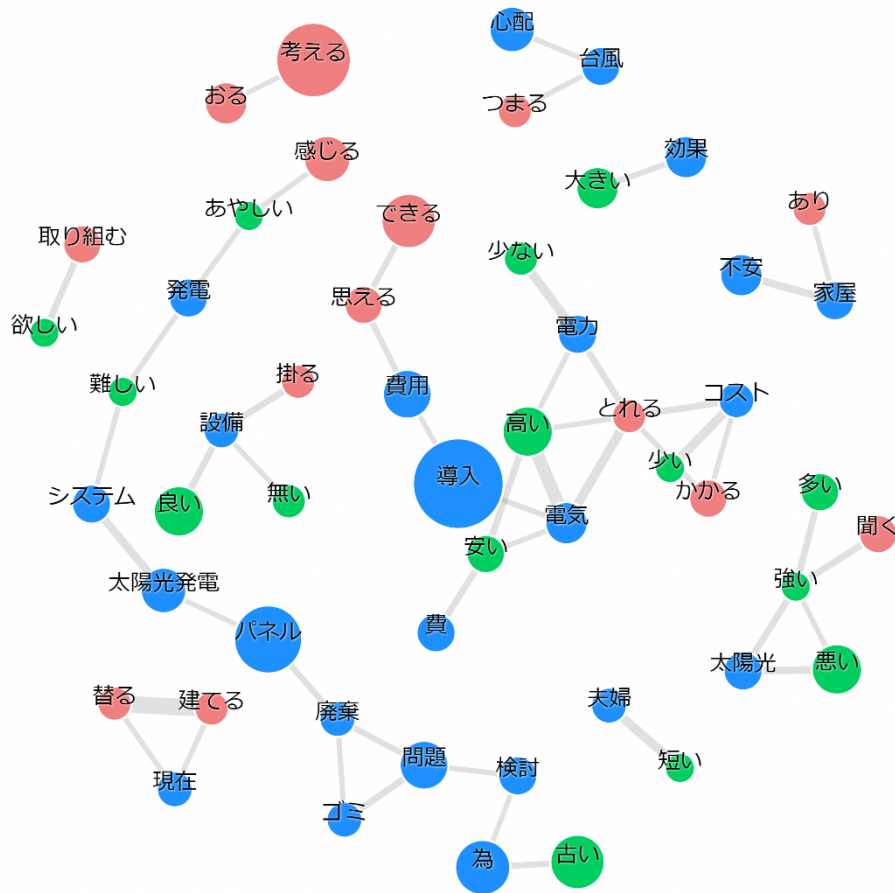 心配
考える
台風
おる
つまる
感じる
効果
大きい
あやしい
できる
あり
取り組む
少ない
不安
発電
思える
家屋
欲しい
電力
難しい
掛る
費用
コスト
設備
高い
とれる
少い
導入
かかる
多い
システム
良い
無い
電気
聞く
安い
強い
太陽光発電
パネル
費
太陽光
悪い
替る
建てる
廃棄
夫婦
問題
短い
現在
検討
ゴミ
為
古い